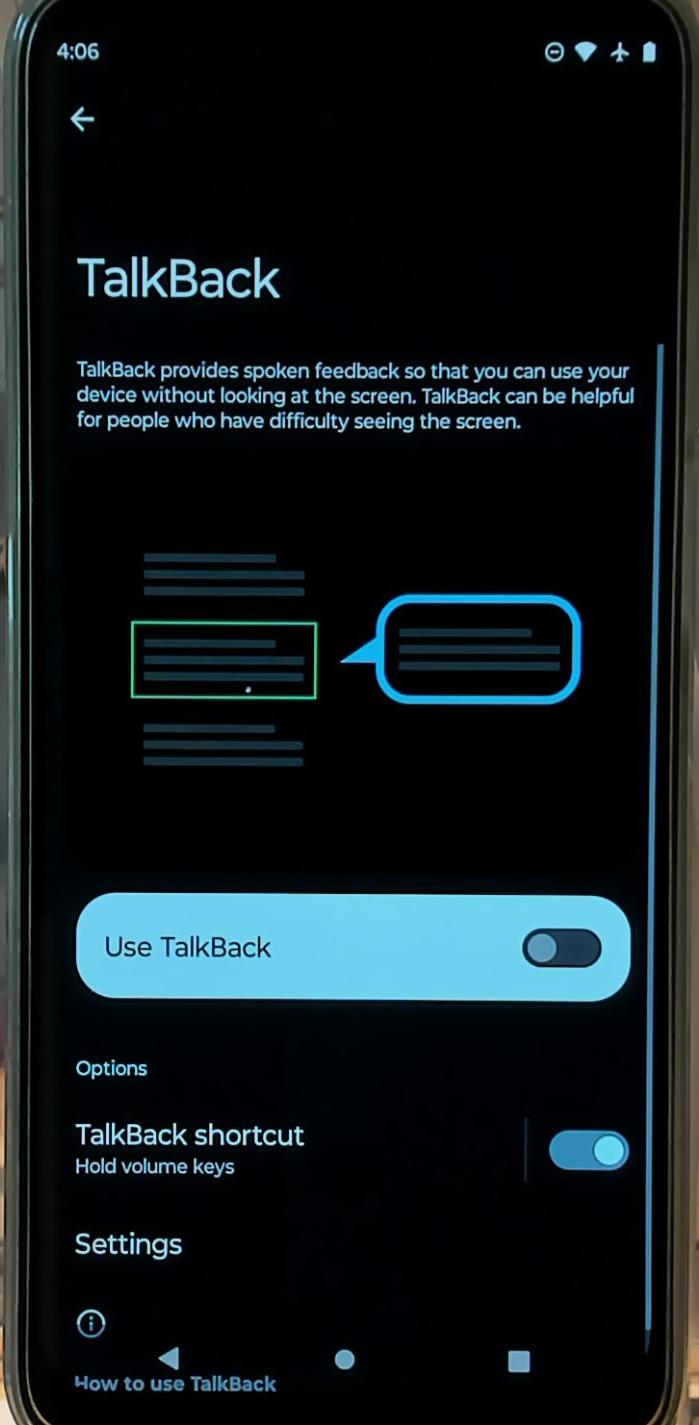 4:06
TalkBack
TalkBack provides spoken feedback so that you can use your
device without looking at the screen. TalkBack can be helpful
for people who have difficulty seeing the screen.
Use TalkBack
Options
TalkBack shortcut
Hold volume keys
Settings
How to use TalkBack